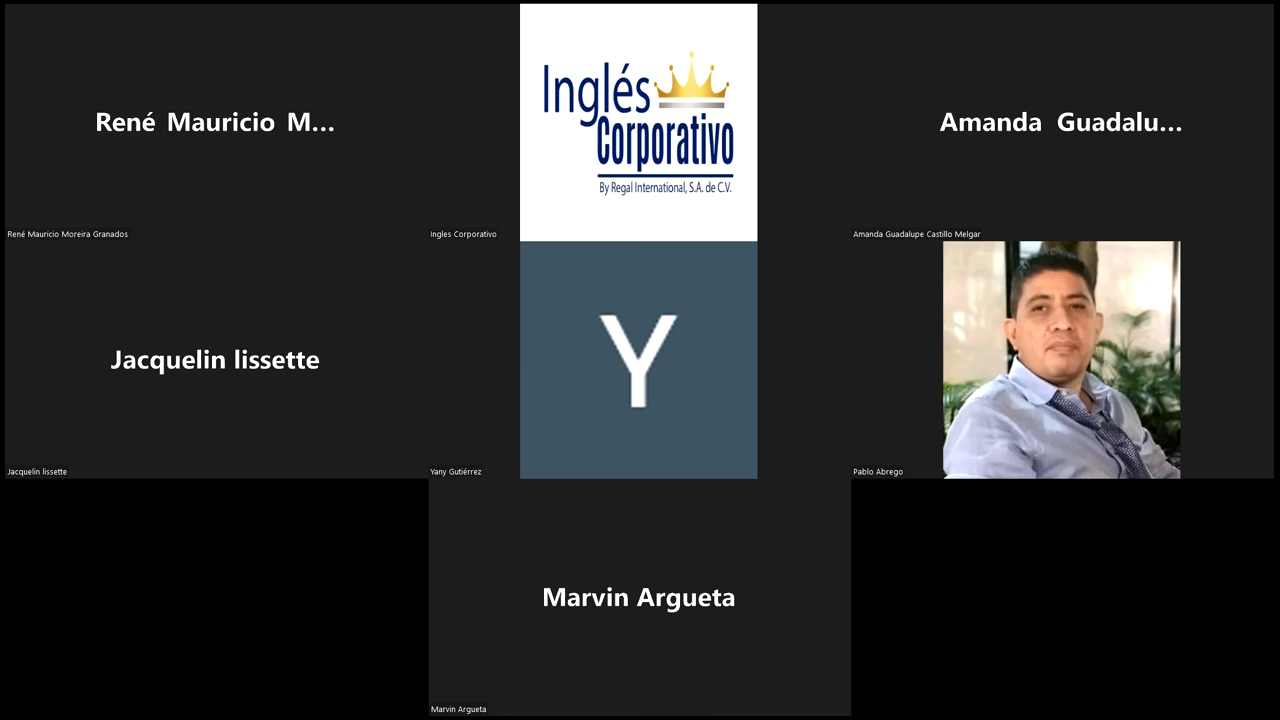 René Mauricio M...
René Mauricio Moreira Granados
Inglés
Corporativo
By Regal International, S.A. de C.V.
Ingles Corporativo
Amanda Guadalu...
Amanda Guadalupe Castillo Melgar
Jacquelin lissette
Jacquelin lissette
Y
Yany Gutiérrez
Pablo Abrego
Marvin Argueta
Marvin Argueta